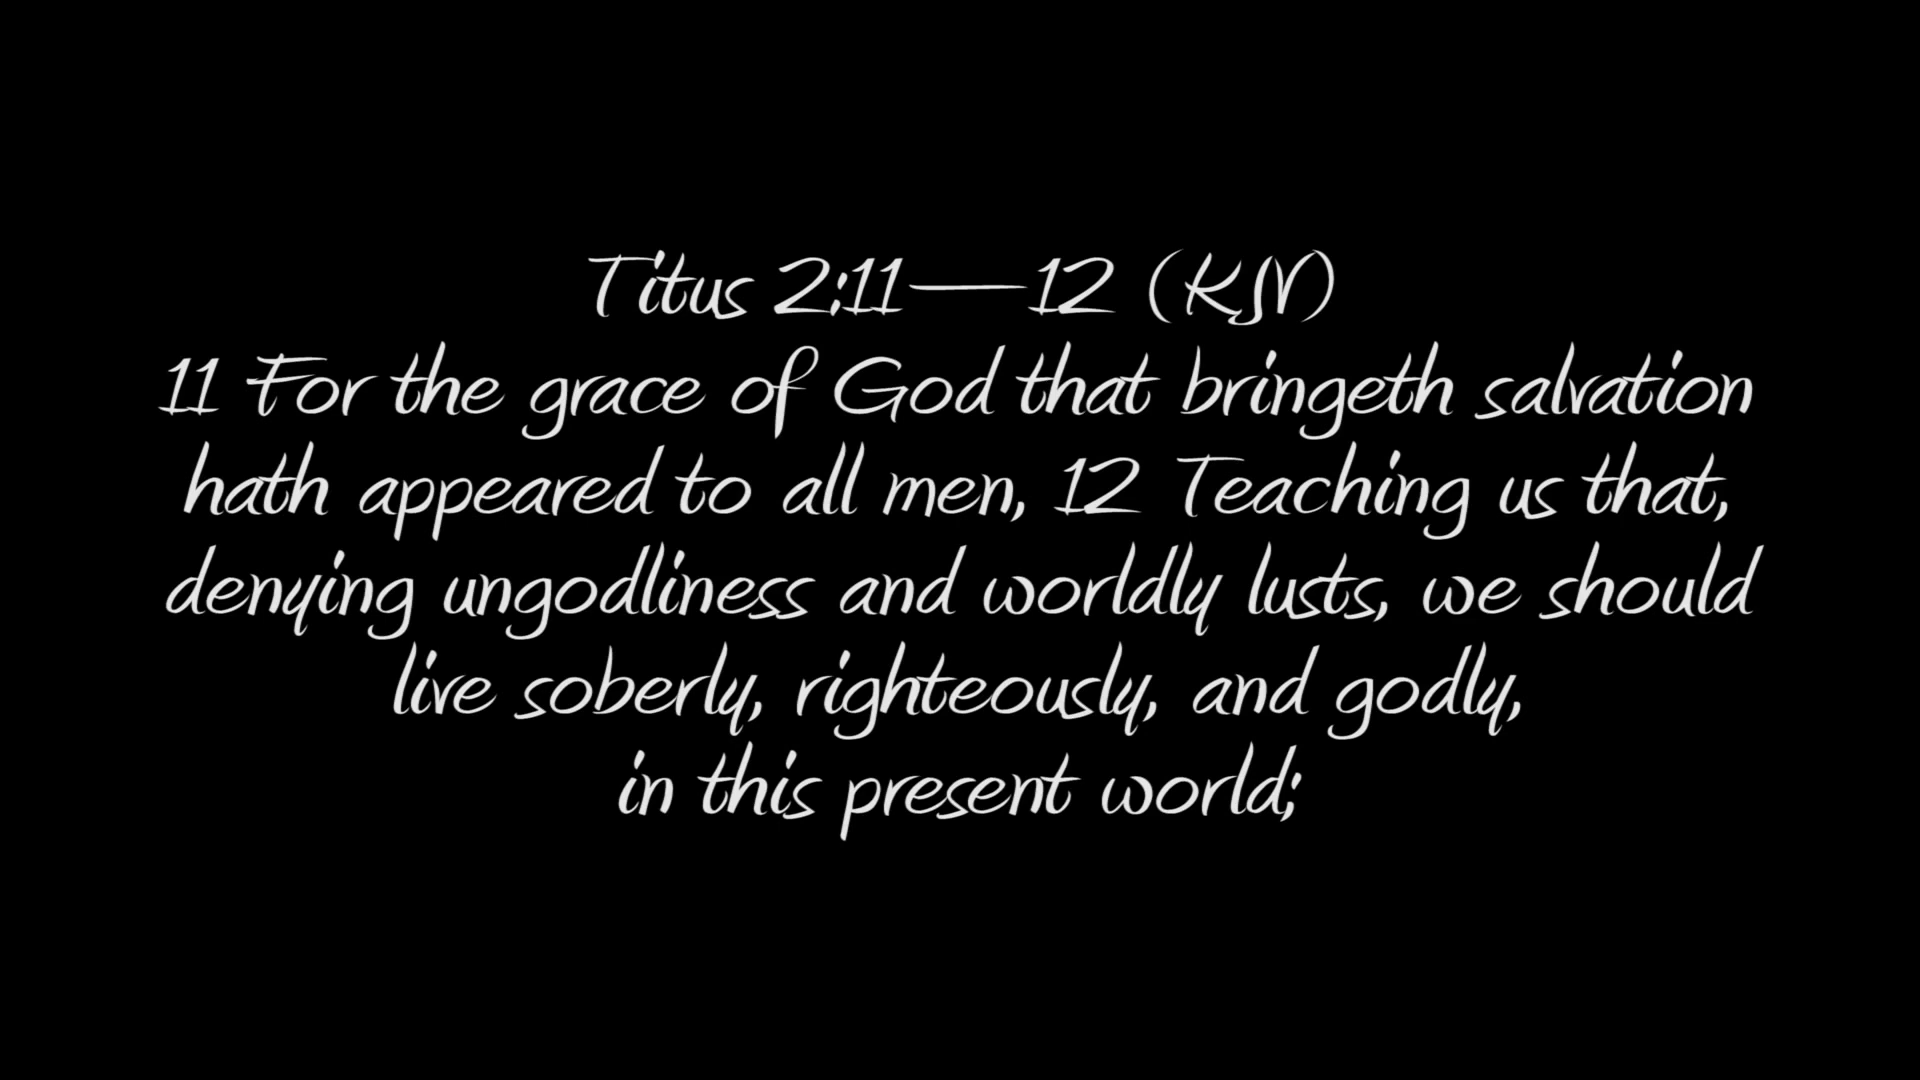 Titus 2:11—12 (KJV)
11 For the grace of God that bringeth salvation
hath appeared to all men, 12 Teaching us that,
denying ungodliness and worldly lusts, we should
live soberly, righteously, and godly,
in this present world;